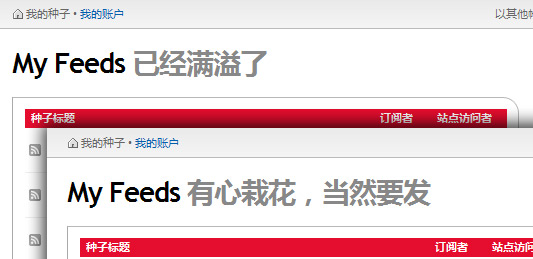 我的种子 • 我的账户 以其他
My Feeds 已经满溢了
种子标题 订阅者 站点访问者
我的种子 • 我的账户
My Feeds 有心栽花，当然要发
种子标题 订阅者 站点访问